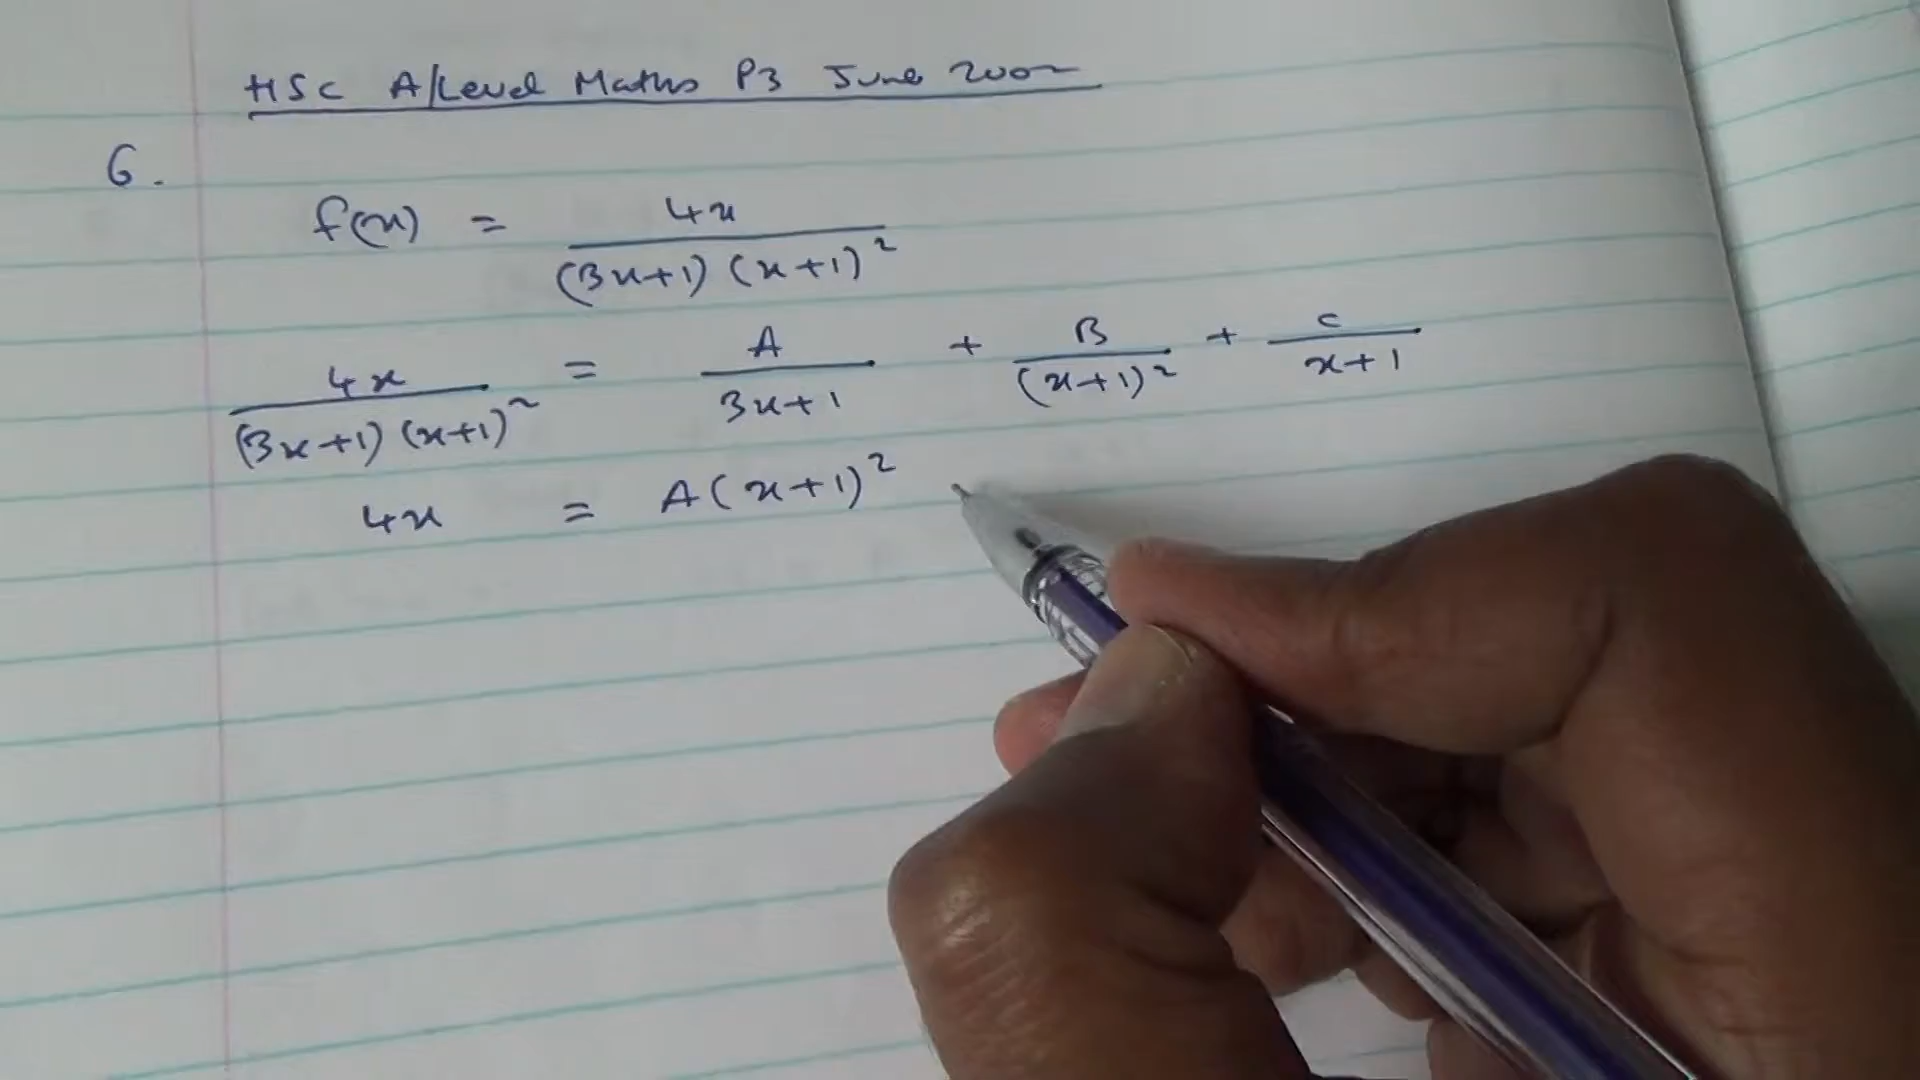 HSC A/Level Maths P3 June 2002
6.
f(x) = 4x / (3x+1)(x+1)²
4x / (3x+1)(x+1)² = A / 3x+1 + B / (x+1)² + C / x+1
4x = A(x+1)²